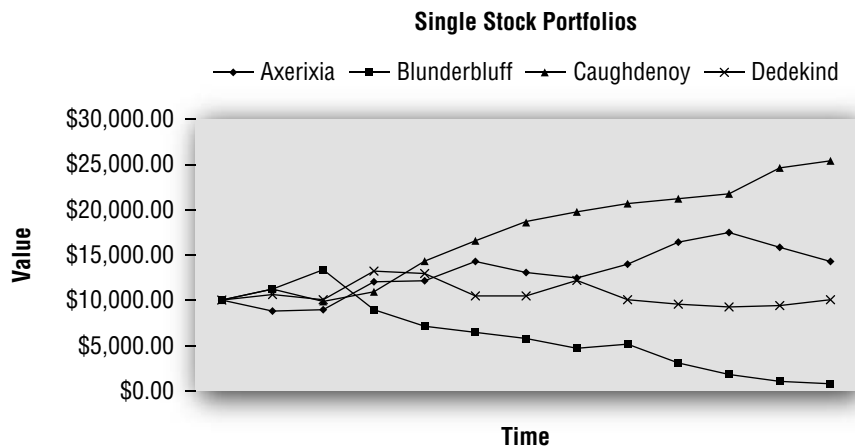 Single Stock Portfolios
Axerixia Blunderbluff Caughdenoy Dedekind
$30,000.00
$25,000.00
$20,000.00
$15,000.00
$10,000.00
$5,000.00
$0.00
Value
Time